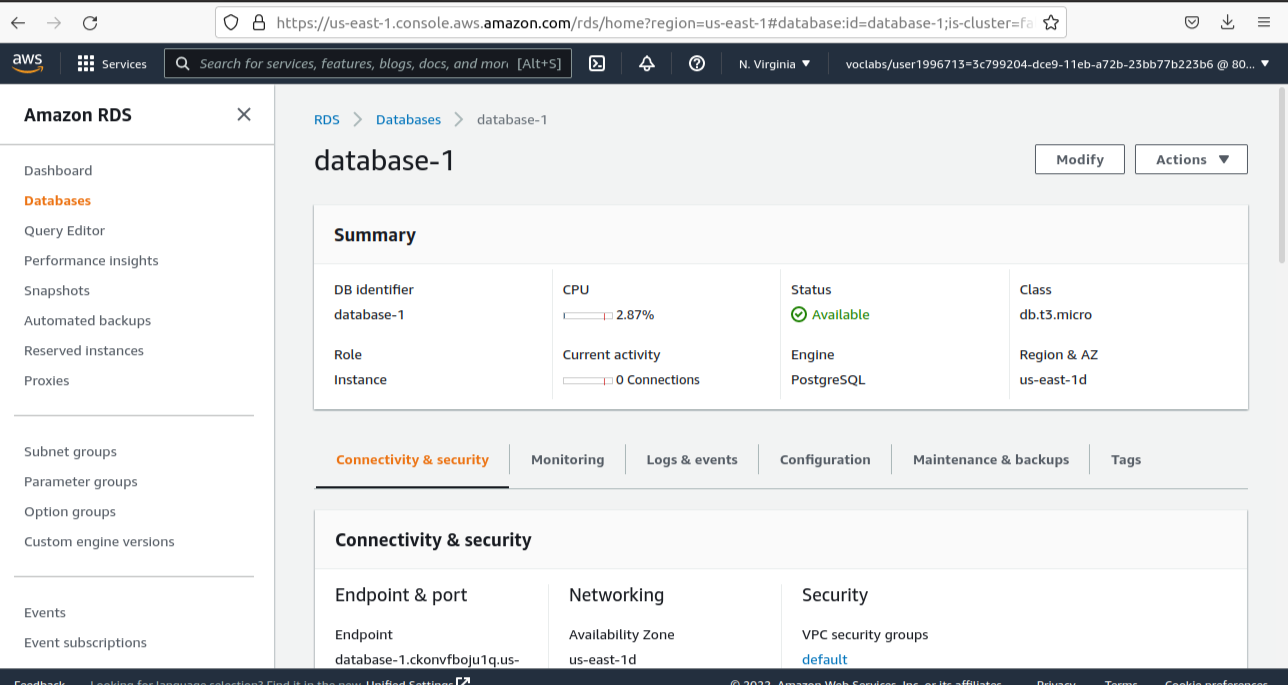 https://us-east-1.console.aws.amazon.com/rds/home?region=us-east-1#database:id=database-1;is-cluster=fa
aws
Services
Search for services, features, blogs, docs, and more [Alt+S]
N. Virginia
voclabs/user1996713=3c799204-dce9-11eb-a72b-23bb77b223b6 @ 80...
Amazon RDS
Dashboard
Databases
Query Editor
Performance insights
Snapshots
Automated backups
Reserved instances
Proxies
Subnet groups
Parameter groups
Option groups
Custom engine versions
Events
Event subscriptions
RDS > Databases > database-1
database-1
Modify
Actions
Summary
DB identifier
database-1
CPU
2.87%
Status
Available
Class
db.t3.micro
Role
Instance
Current activity
0 Connections
Engine
PostgreSQL
Region & AZ
us-east-1d
Connectivity & security
Monitoring
Logs & events
Configuration
Maintenance & backups
Tags
Connectivity & security
Endpoint & port
Endpoint
database-1.ckonvfboju1q.us-
Networking
Availability Zone
us-east-1d
Security
VPC security groups
default
Feedback
Looking for language selection? Find it in the new Unified Settings
© 2022, Amazon Web Services, Inc. or its affiliates.
Privacy
Terms
Cookie preferences